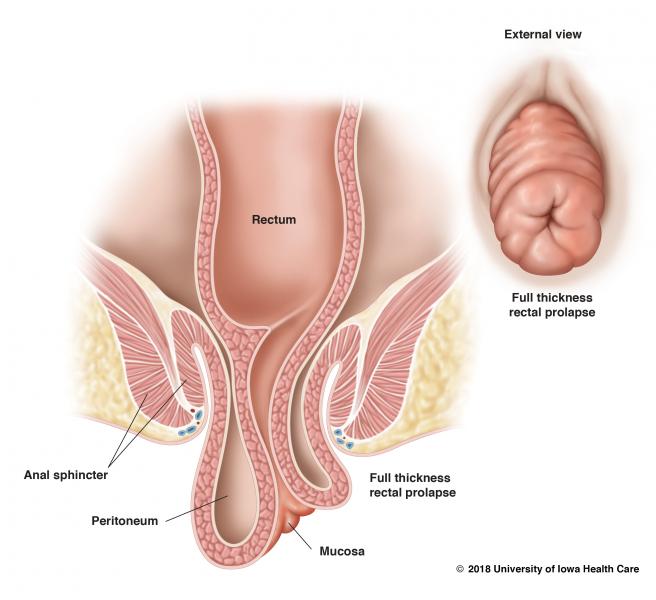 External view
Rectum
Full thickness
rectal prolapse
Anal sphincter
Full thickness
rectal prolapse
Peritoneum
Mucosa
© 2018 University of Iowa Health Care